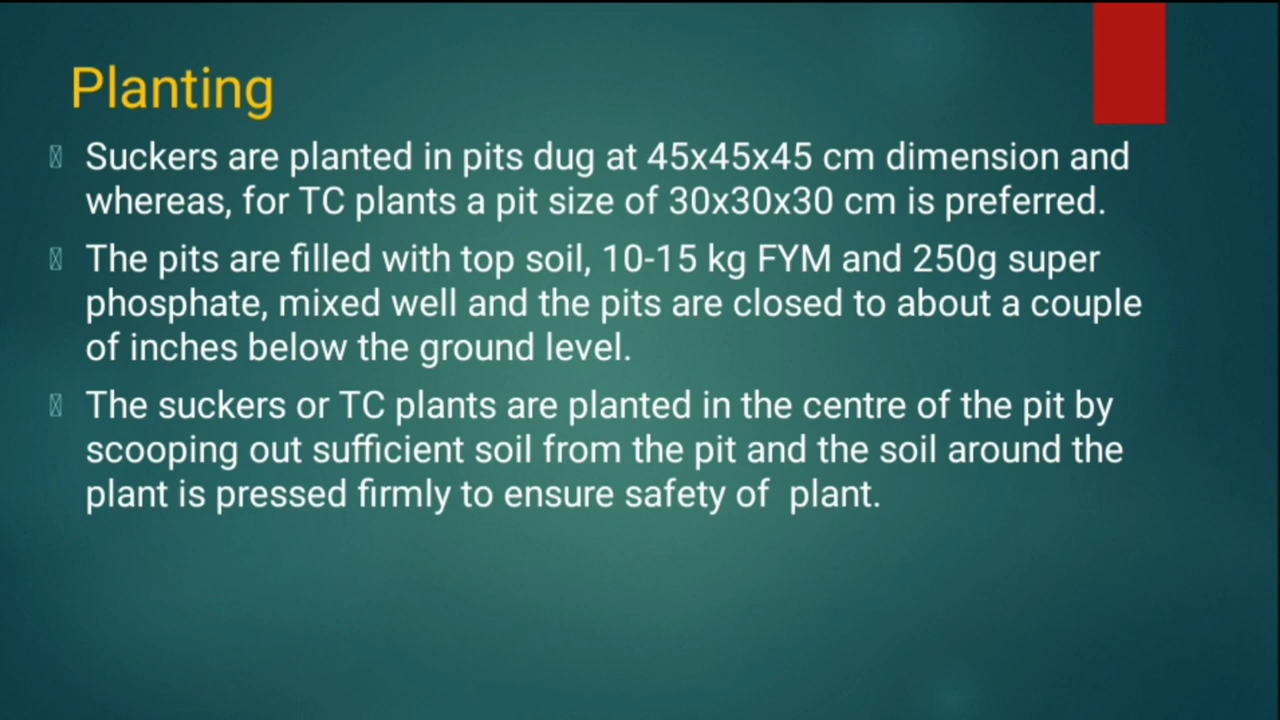 Planting
Suckers are planted in pits dug at 45x45x45 cm dimension and
whereas, for TC plants a pit size of 30x30x30 cm is preferred.
The pits are filled with top soil, 10-15 kg FYM and 250g super
phosphate, mixed well and the pits are closed to about a couple
of inches below the ground level.
The suckers or TC plants are planted in the centre of the pit by
scooping out sufficient soil from the pit and the soil around the
plant is pressed firmly to ensure safety of  plant.